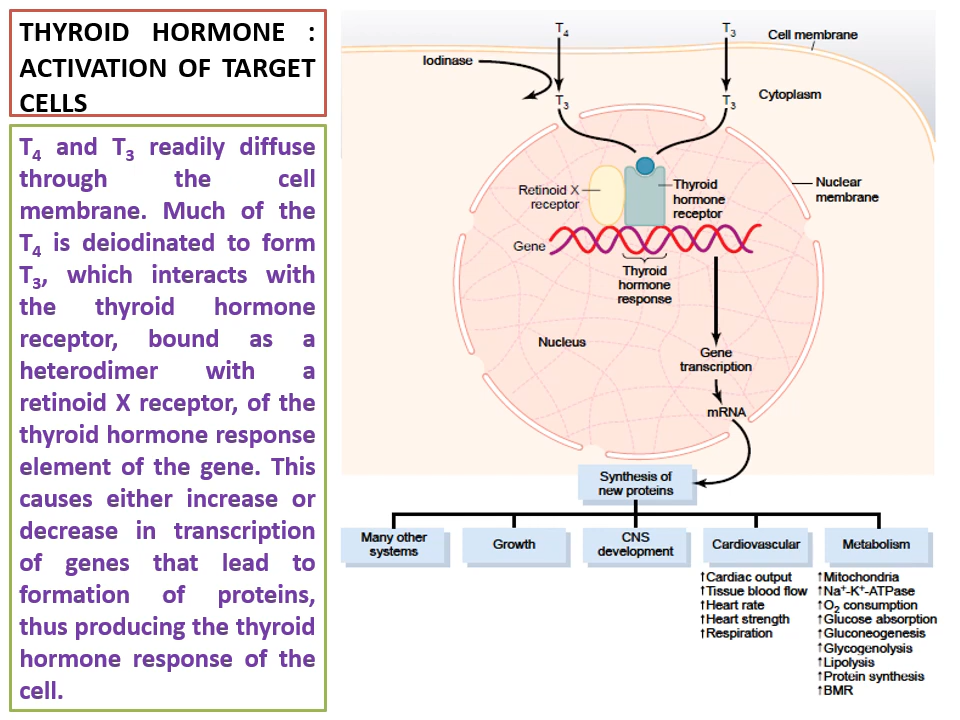 THYROID HORMONE :
ACTIVATION OF TARGET
CELLS
T4 and T3 readily diffuse
through the cell
membrane. Much of the
T4 is deiodinated to form
T3, which interacts with
the thyroid hormone
receptor, bound as a
heterodimer with a
retinoid X receptor, of the
thyroid hormone response
element of the gene. This
causes either increase or
decrease in transcription
of genes that lead to
formation of proteins,
thus producing the thyroid
hormone response of the
cell.
T4
T3
Cell membrane
Iodinase
T3
T3
Cytoplasm
Retinoid X
receptor
Thyroid
hormone
receptor
Nuclear
membrane
Gene
Thyroid
hormone
response
Nucleus
Gene
transcription
mRNA
Synthesis of
new proteins
Many other
systems
Growth
CNS
development
Cardiovascular
Metabolism
↑Cardiac output
↑Tissue blood flow
↑Heart rate
↑Heart strength
↑Respiration
↑Mitochondria
↑Na+-K+-ATPase
↑O2 consumption
↑Glucose absorption
↑Gluconeogenesis
↑Glycogenolysis
↑Lipolysis
↑Protein synthesis
↑BMR